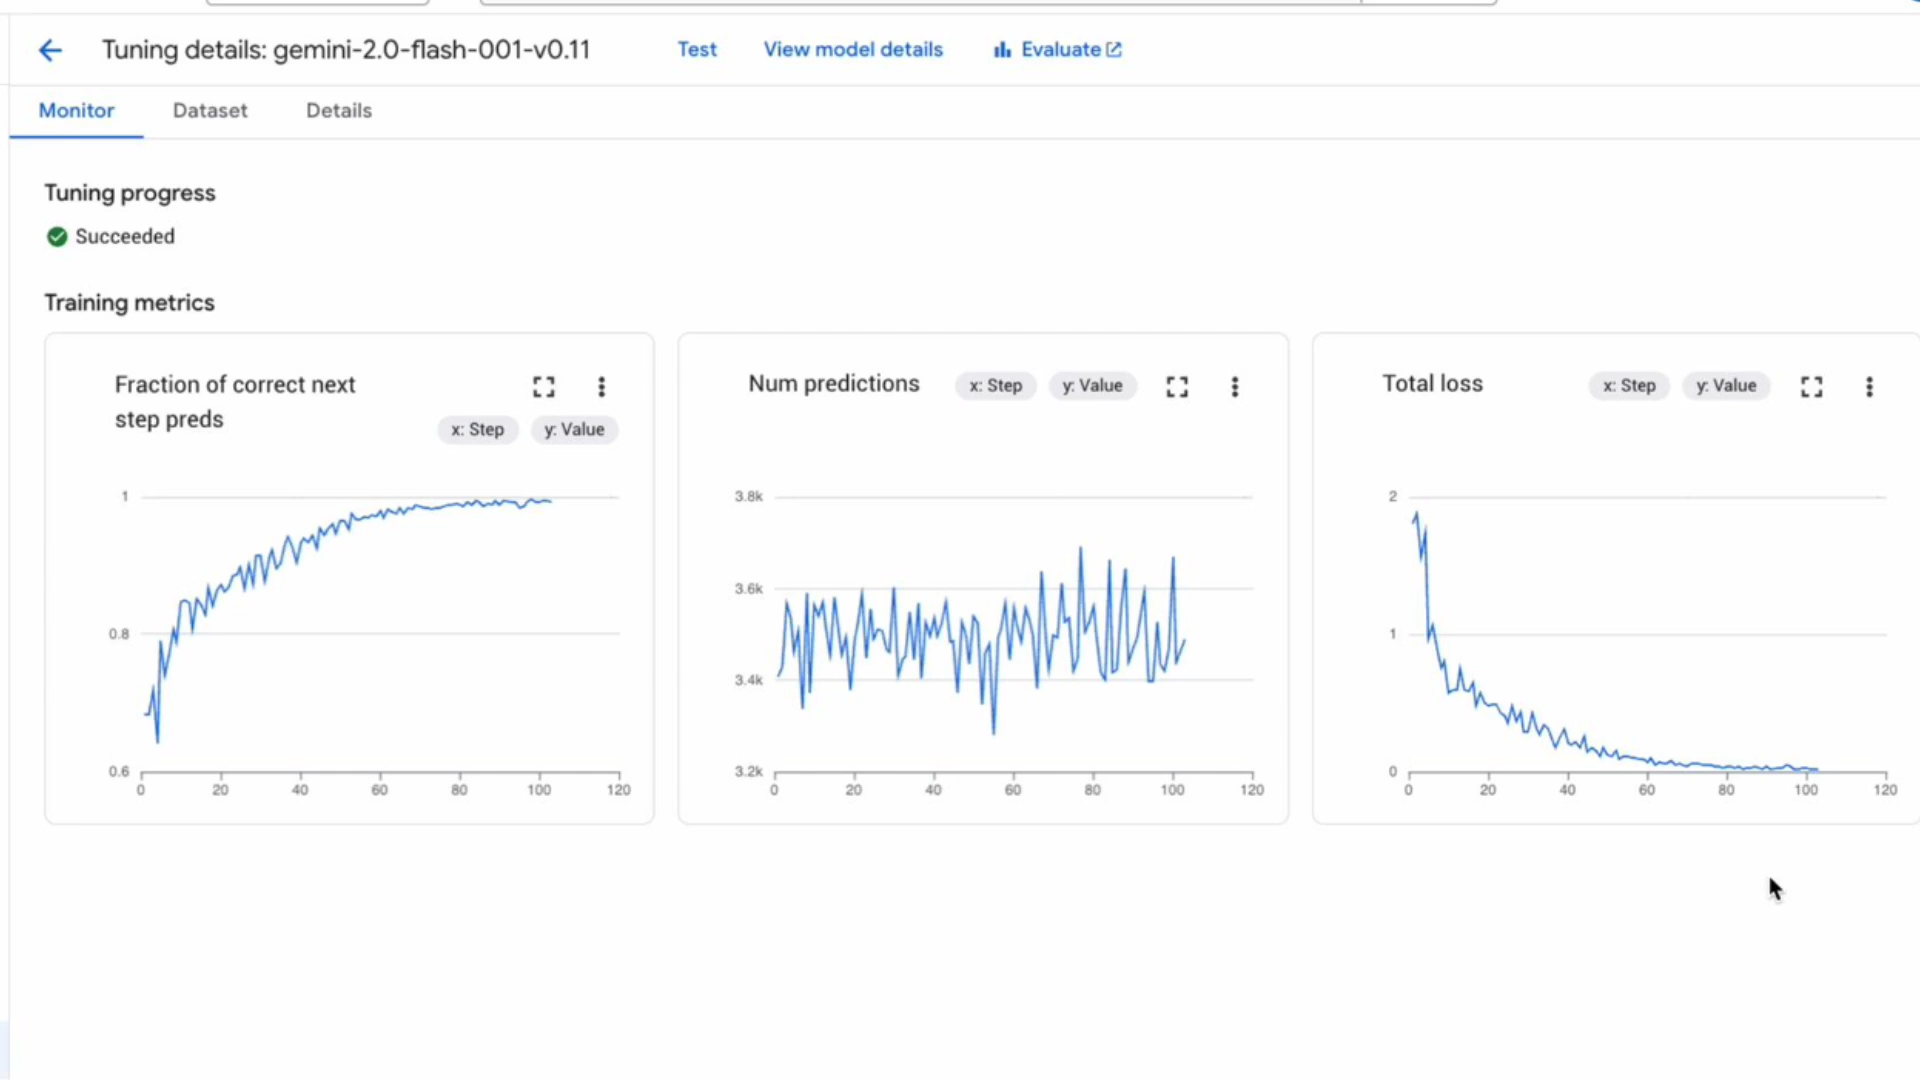 Tuning details: gemini-2.0-flash-001-v0.11 Test View model details Evaluate
Monitor Dataset Details
Tuning progress
Succeeded
Training metrics
Fraction of correct next
step preds
x: Step y: Value
1
0.8
0.6
0 20 40 60 80 100 120
Num predictions x: Step y: Value
3.8k
3.6k
3.4k
3.2k
0 20 40 60 80 100 120
Total loss x: Step y: Value
2
1
0
0 20 40 60 80 100 120